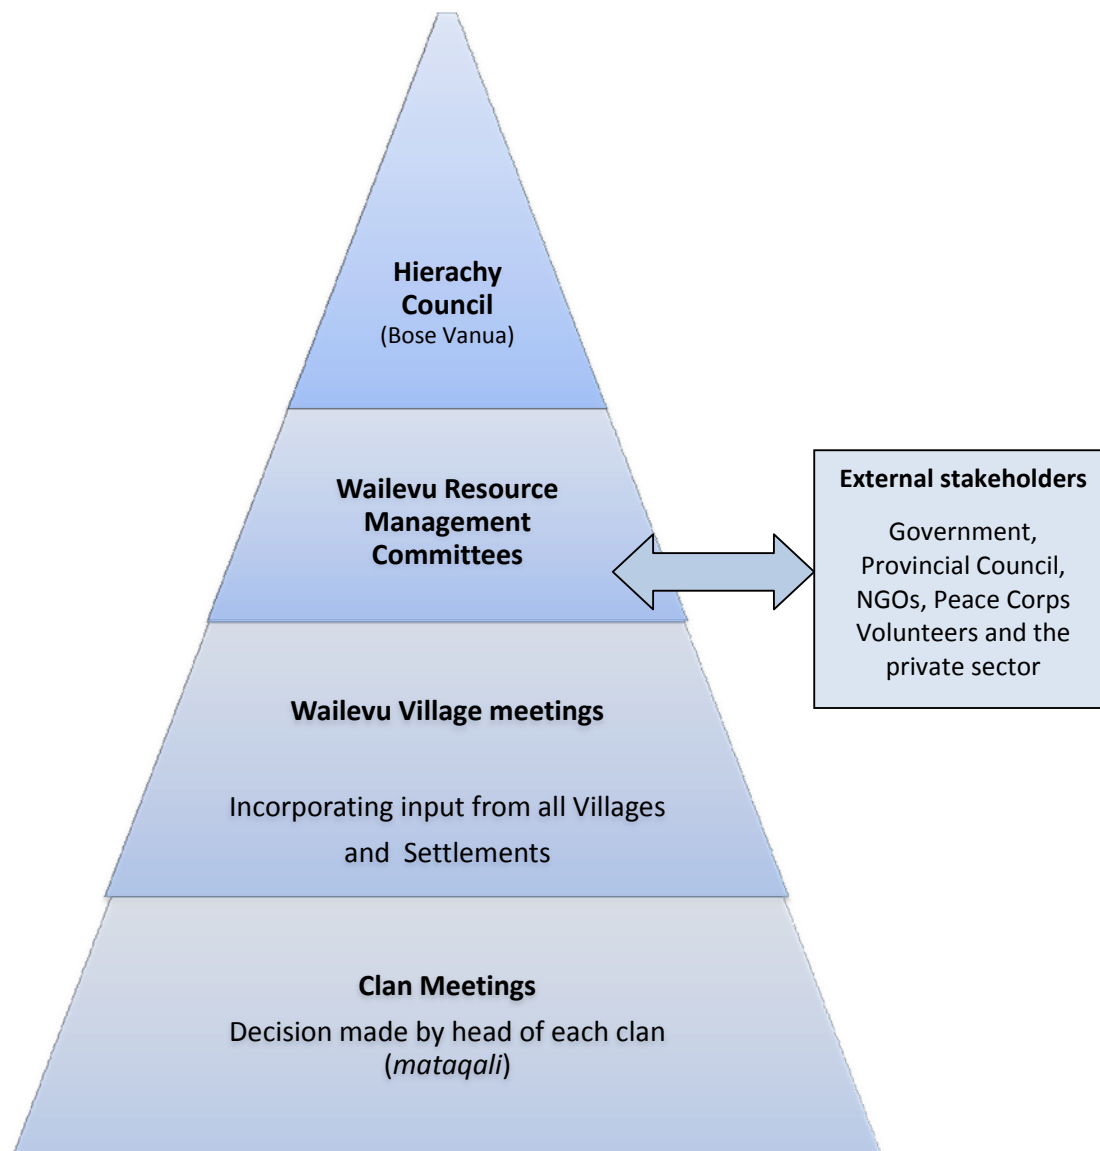 Hierachy
Council
(Bose Vanua)
Wailevu Resource
Management
Committees
External stakeholders
Government,
Provincial Council,
NGOs, Peace Corps
Volunteers and the
private sector
Wailevu Village meetings
Incorporating input from all Villages
and Settlements
Clan Meetings
Decision made by head of each clan
(mataqali)